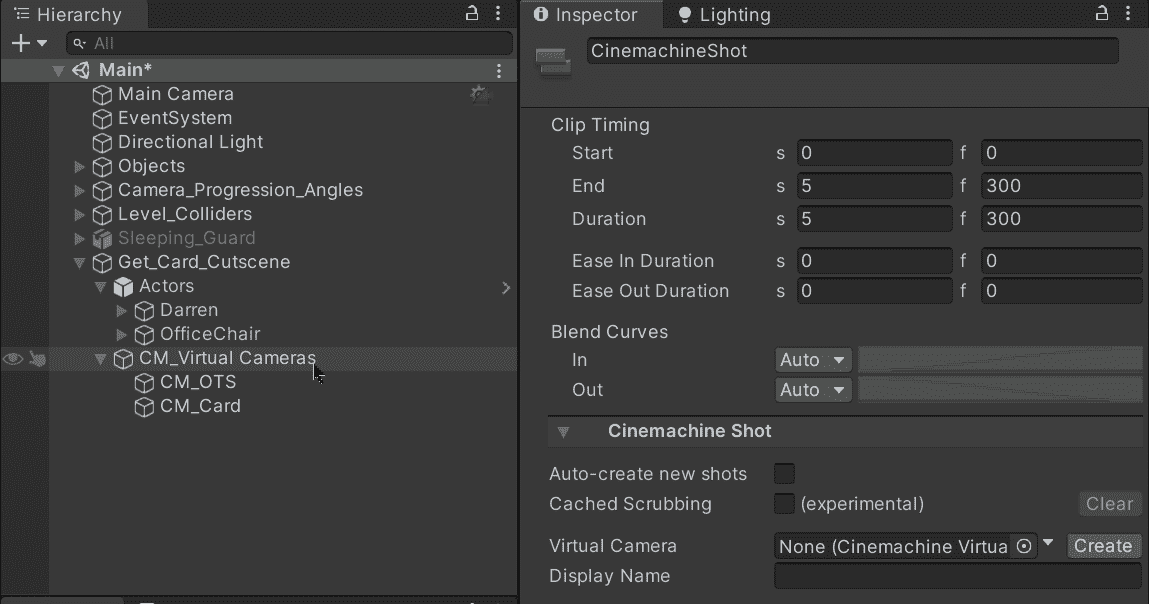 Hierarchy
All
Main*
Main Camera
EventSystem
Directional Light
Objects
Camera_Progression_Angles
Level_Colliders
Sleeping_Guard
Get_Card_Cutscene
Actors
Darren
OfficeChair
CM_Virtual Cameras
CM_OTS
CM_Card
Inspector Lighting
CinemachineShot
Clip Timing
Start s 0 f 0
End s 5 f 300
Duration s 5 f 300
Ease In Duration s 0 f 0
Ease Out Duration s 0 f 0
Blend Curves
In Auto
Out Auto
Cinemachine Shot
Auto-create new shots
Cached Scrubbing (experimental) Clear
Virtual Camera None (Cinemachine Virtua Create
Display Name